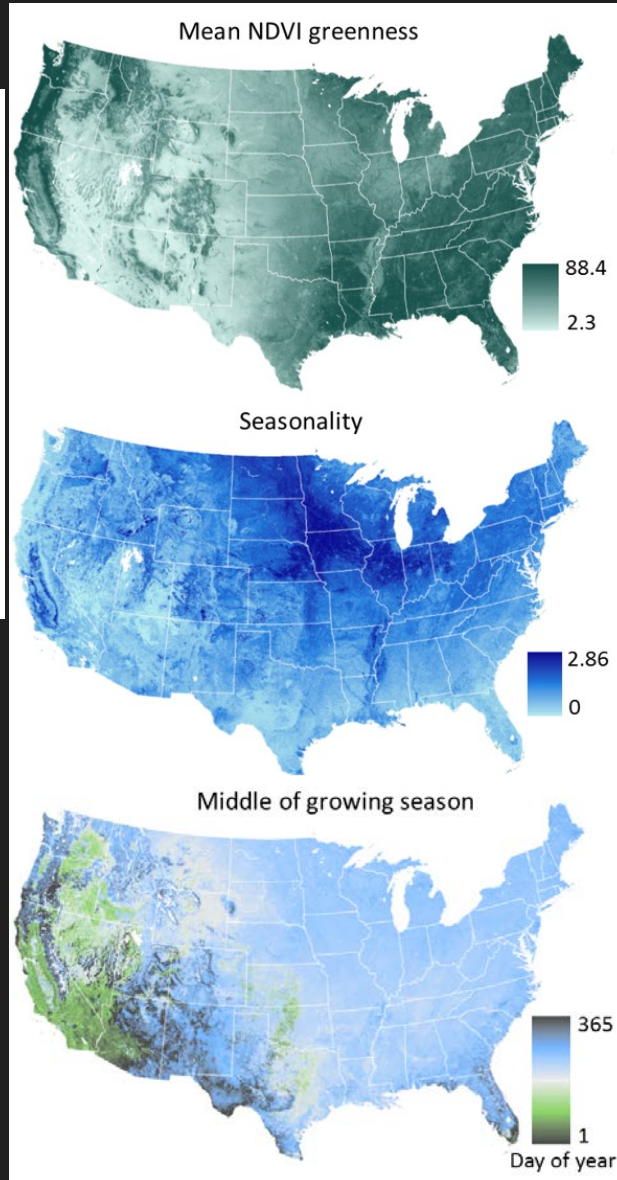 Mean NDVI greenness
88.4
2.3
Seasonality
2.86
0
Middle of growing season
365
1
Day of year